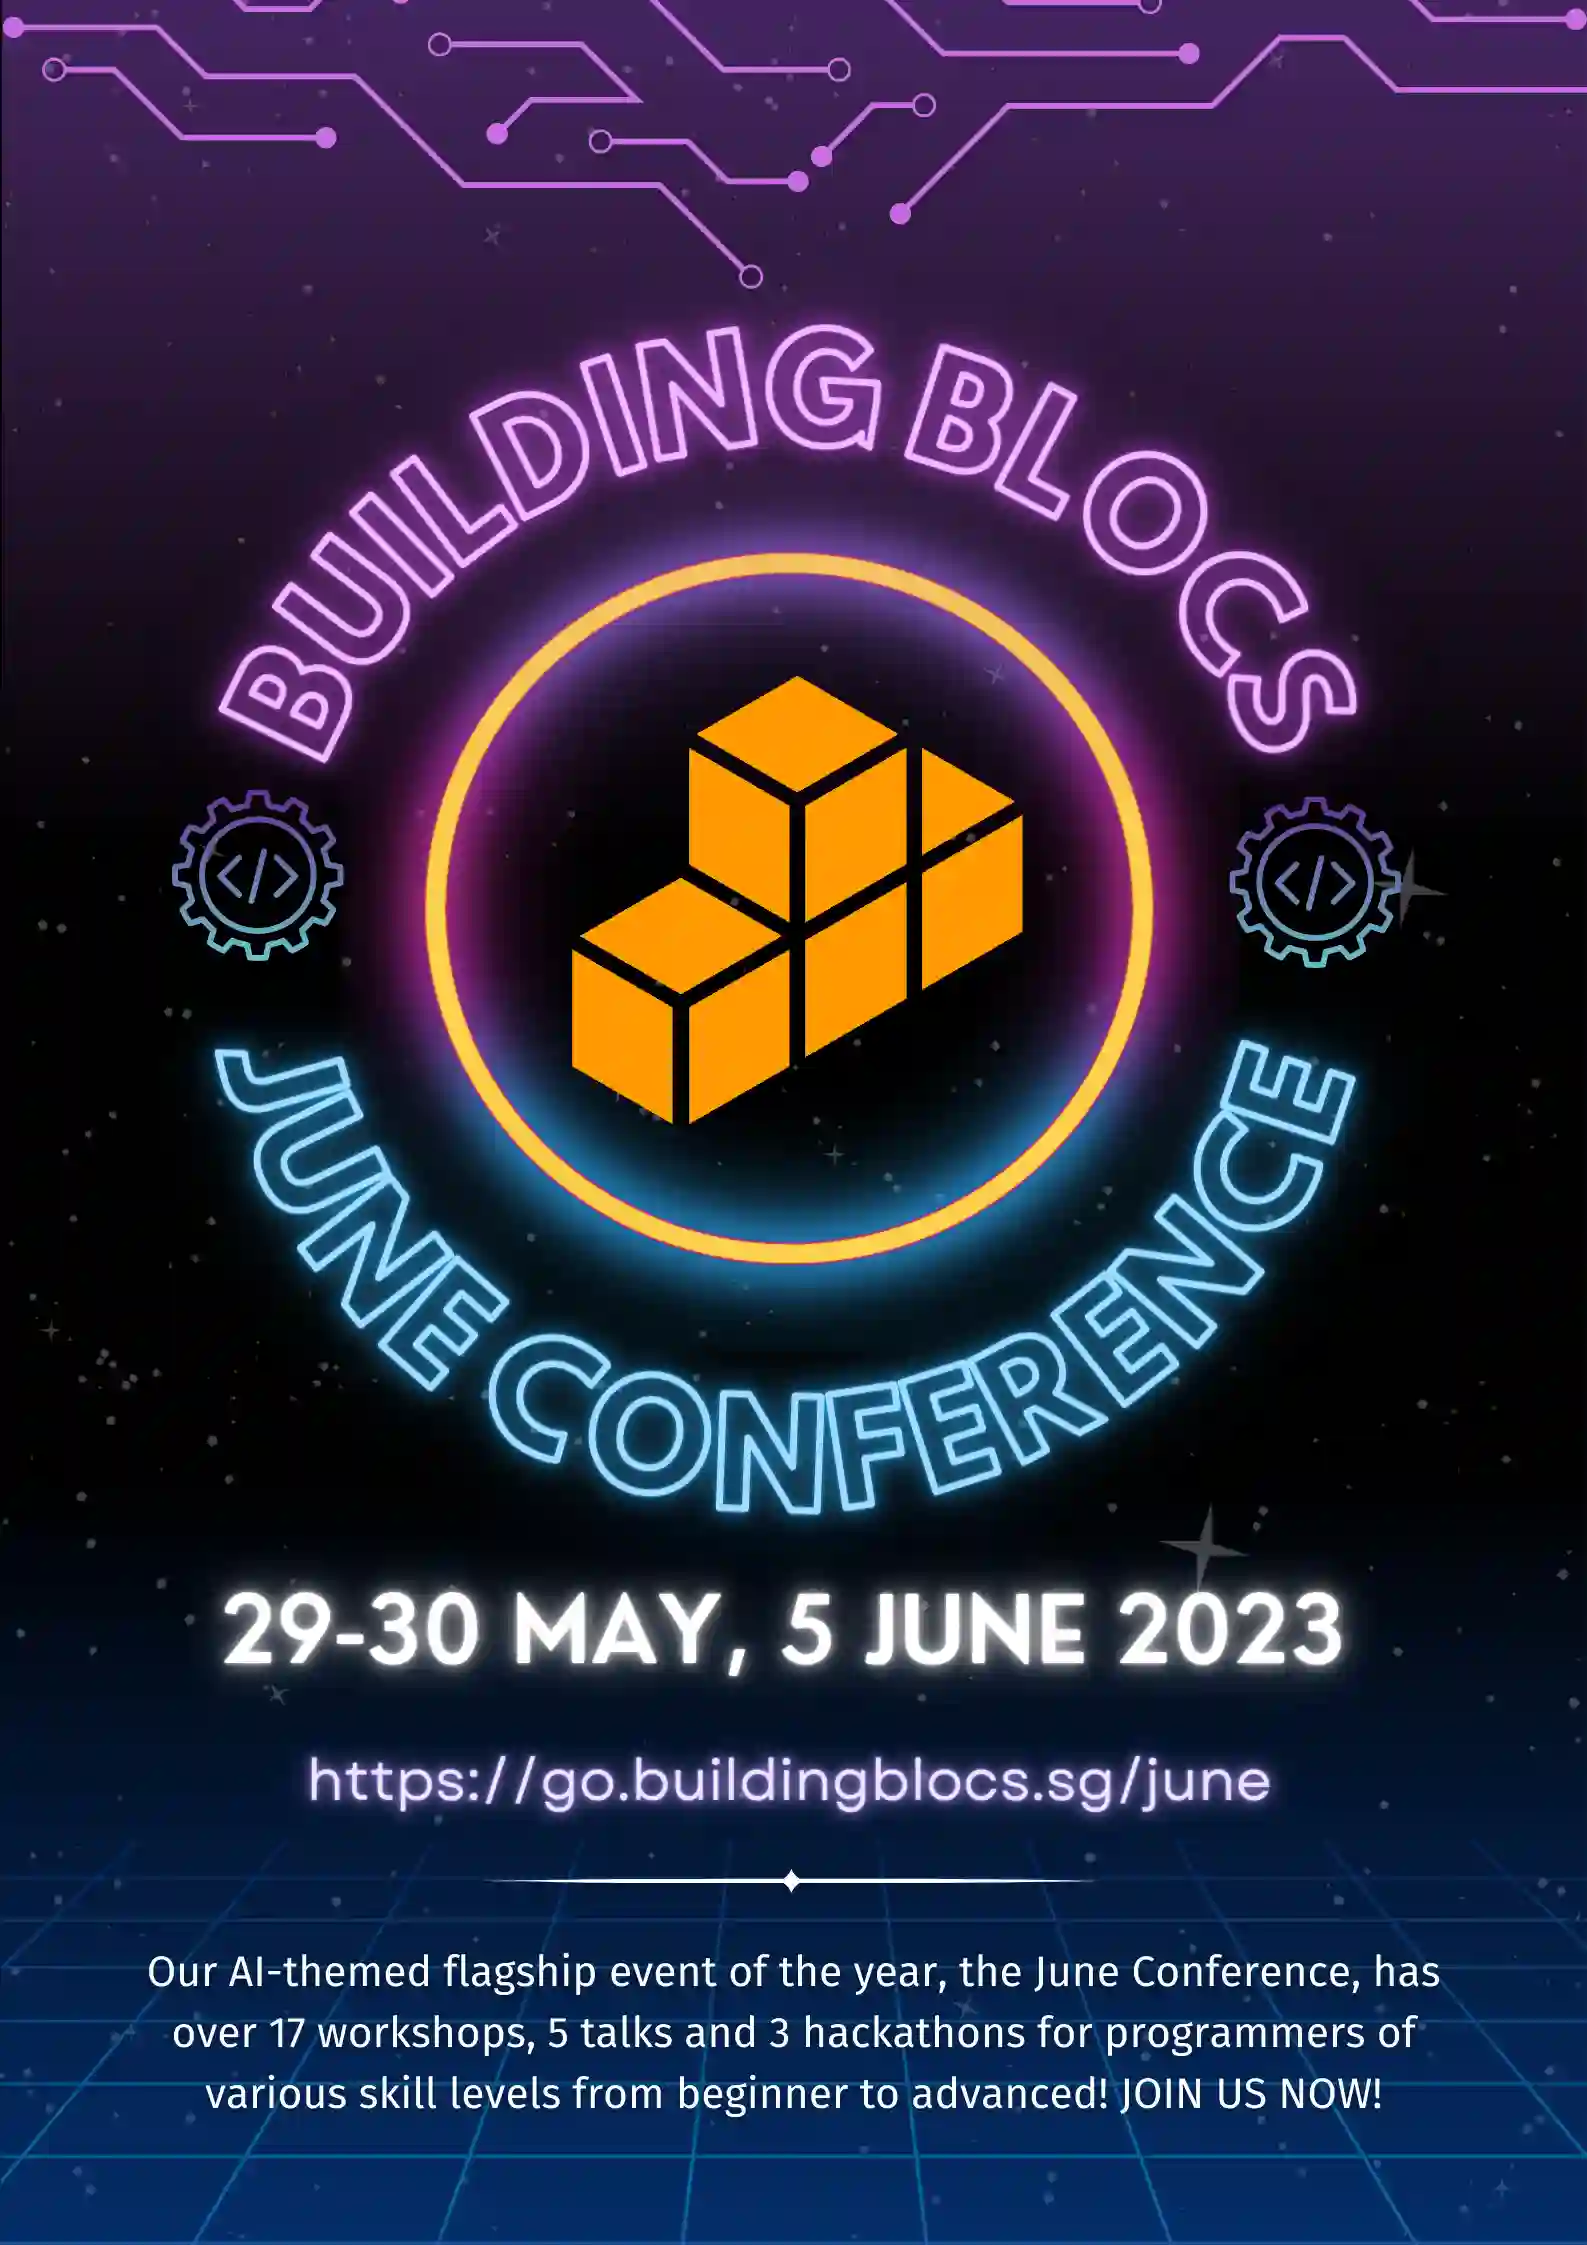 BUILDING BLOCS
</>
</>
JUNE CONFERENCE
29-30 MAY, 5 JUNE 2023
https://go.buildingblocs.sg/june
Our AI-themed flagship event of the year, the June Conference, has
over 17 workshops, 5 talks and 3 hackathons for programmers of
various skill levels from beginner to advanced! JOIN US NOW!